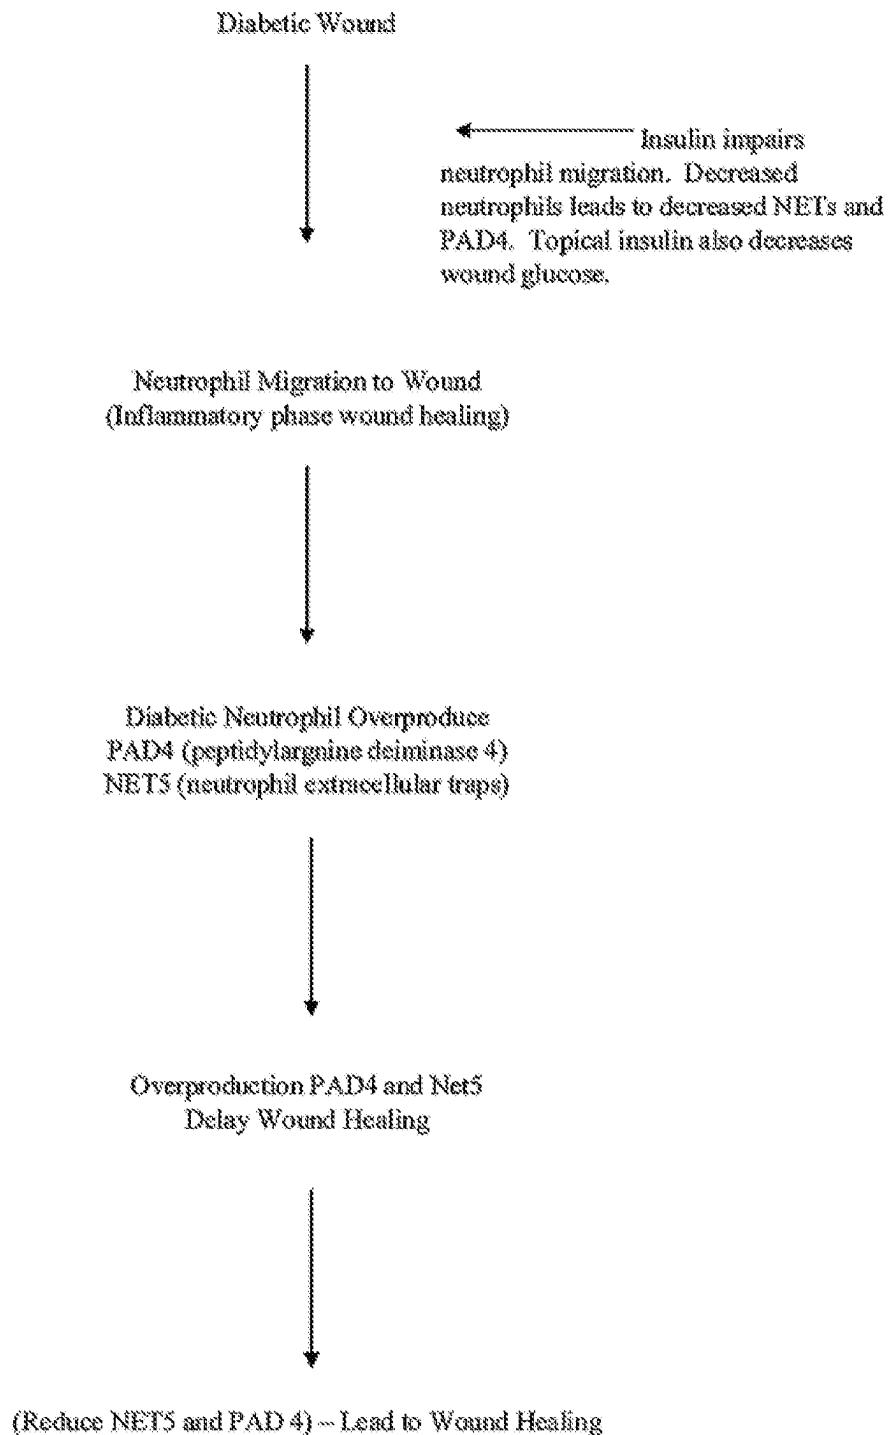 Diabetic Wound
Insulin impairs
neutrophil migration. Decreased
neutrophils leads to decreased NETs and
PAD4. Topical insulin also decreases
wound glucose.
Neutrophil Migration to Wound
(Inflammatory phase wound healing)
Diabetic Neutrophil Overproduce
PAD4 (peptidylargnine deiminase 4)
NET5 (neutrophil extracellular traps)
Overproduction PAD4 and Net5
Delay Wound Healing
(Reduce NET5 and PAD 4) – Lead to Wound Healing